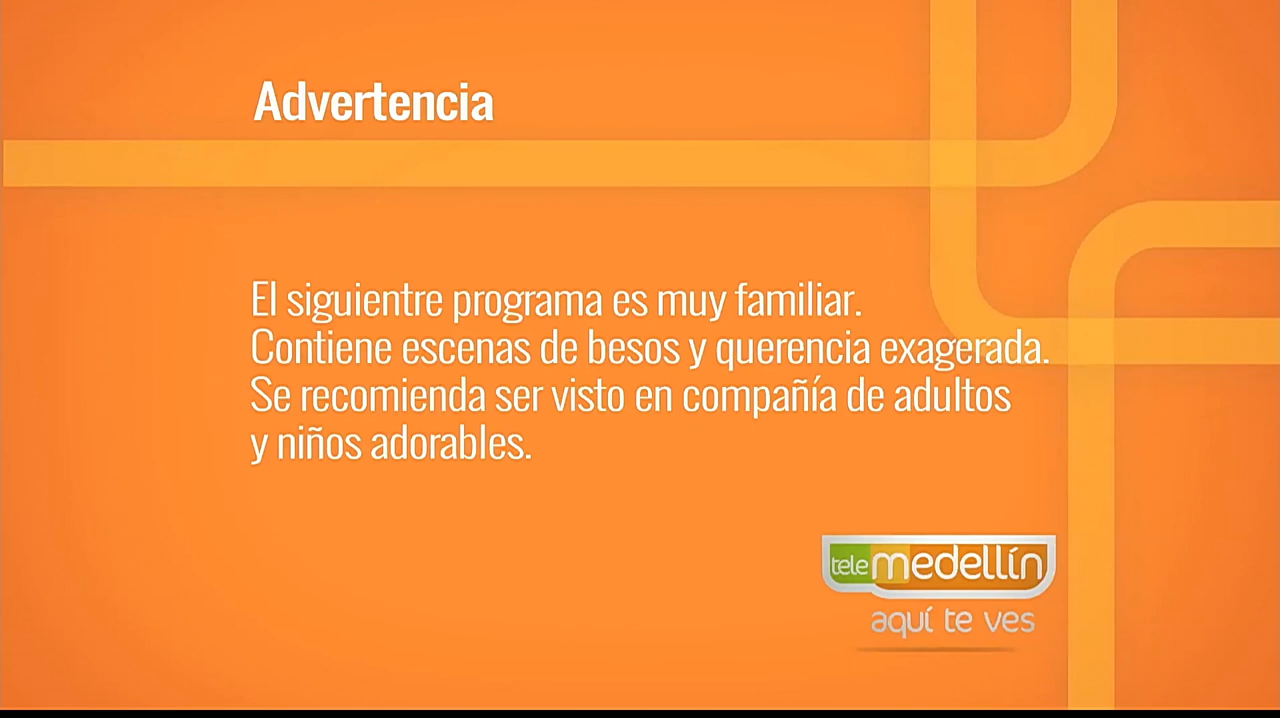 Advertencia
El siguientre programa es muy familiar.
Contiene escenas de besos y querencia exagerada.
Se recomienda ser visto en compañía de adultos
y niños adorables.
tele medellín
aquí te ves